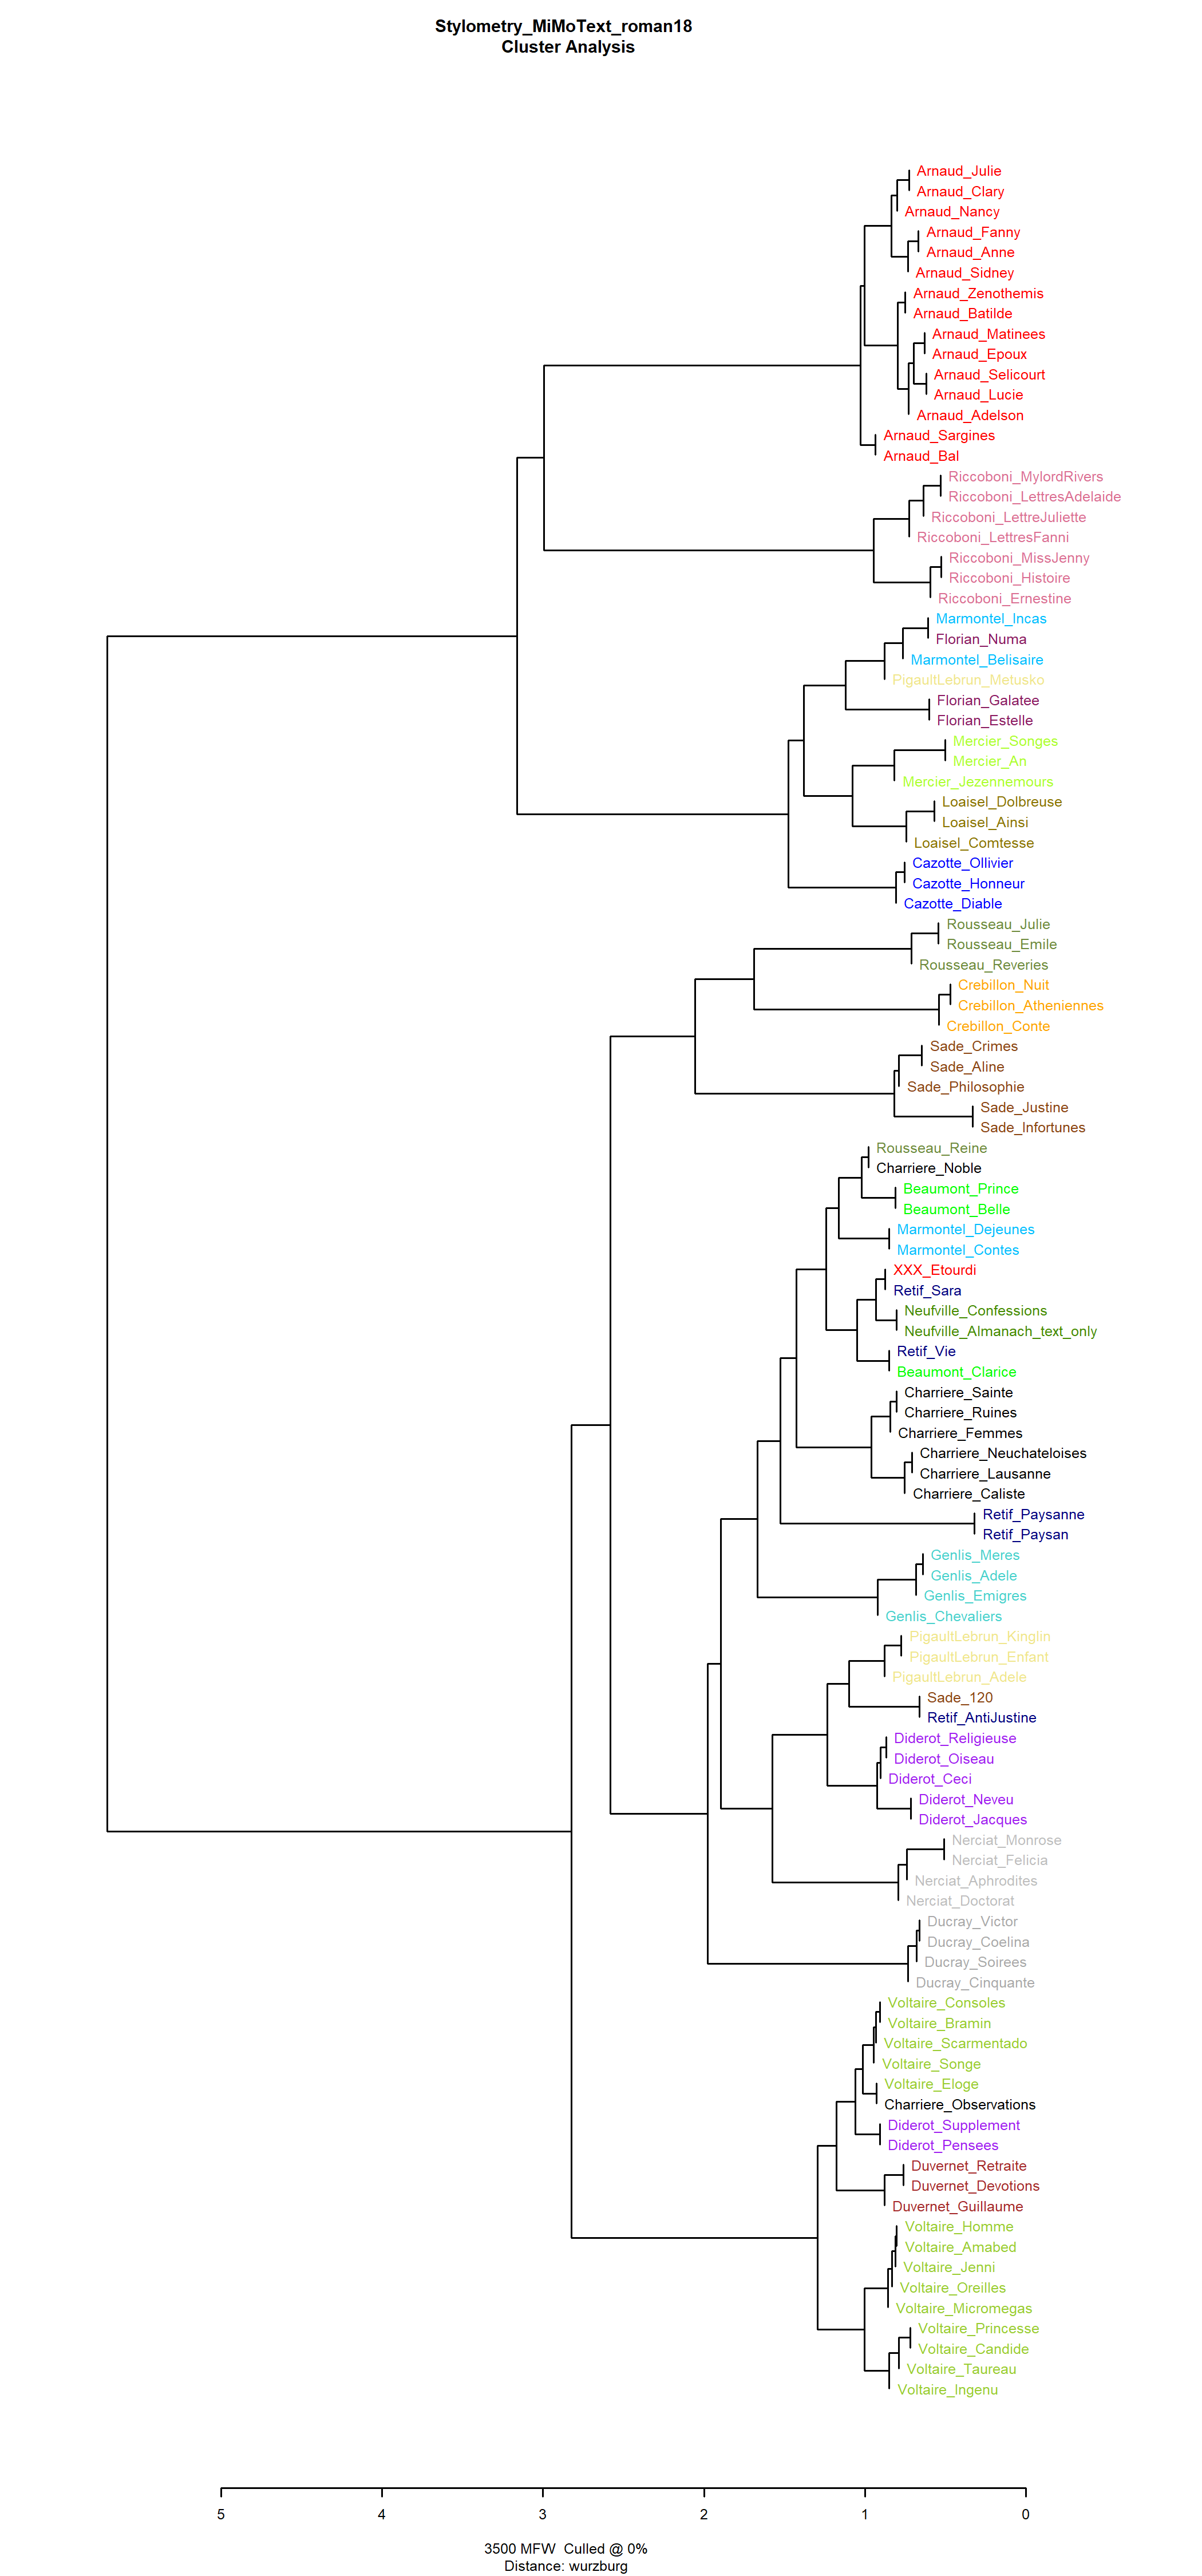 Stylometry_MiMoText_roman18
Cluster Analysis
Arnaud_Julie
Arnaud_Clary
Arnaud_Nancy
Arnaud_Fanny
Arnaud_Anne
Arnaud_Sidney
Arnaud_Zenothemis
Arnaud_Batilde
Arnaud_Matinees
Arnaud_Epoux
Arnaud_Selicourt
Arnaud_Lucie
Arnaud_Adelson
Arnaud_Sargines
Arnaud_Bal
Riccoboni_MylordRivers
Riccoboni_LettresAdelaide
Riccoboni_LettreJuliette
Riccoboni_LettresFanni
Riccoboni_MissJenny
Riccoboni_Histoire
Riccoboni_Ernestine
Marmontel_Incas
Florian_Numa
Marmontel_Belisaire
PigaultLebrun_Metusko
Florian_Galatee
Florian_Estelle
Mercier_Songes
Mercier_An
Mercier_Jezennemours
Loaisel_Dolbreuse
Loaisel_Ainsi
Loaisel_Comtesse
Cazotte_Ollivier
Cazotte_Honneur
Cazotte_Diable
Rousseau_Julie
Rousseau_Emile
Rousseau_Reveries
Crebillon_Nuit
Crebillon_Atheniennes
Crebillon_Conte
Sade_Crimes
Sade_Aline
Sade_Philosophie
Sade_Justine
Sade_Infortunes
Rousseau_Reine
Charriere_Noble
Beaumont_Prince
Beaumont_Belle
Marmontel_Dejeunes
Marmontel_Contes
XXX_Etourdi
Retif_Sara
Neufville_Confessions
Neufville_Almanach_text_only
Retif_Vie
Beaumont_Clarice
Charriere_Sainte
Charriere_Ruines
Charriere_Femmes
Charriere_Neuchateloises
Charriere_Lausanne
Charriere_Caliste
Retif_Paysanne
Retif_Paysan
Genlis_Meres
Genlis_Adele
Genlis_Emigres
Genlis_Chevaliers
PigaultLebrun_Kinglin
PigaultLebrun_Enfant
PigaultLebrun_Adele
Sade_120
Retif_AntiJustine
Diderot_Religieuse
Diderot_Oiseau
Diderot_Ceci
Diderot_Neveu
Diderot_Jacques
Nerciat_Monrose
Nerciat_Felicia
Nerciat_Aphrodites
Nerciat_Doctorat
Ducray_Victor
Ducray_Coelina
Ducray_Soirees
Ducray_Cinquante
Voltaire_Consoles
Voltaire_Bramin
Voltaire_Scarmentado
Voltaire_Songe
Voltaire_Eloge
Charriere_Observations
Diderot_Supplement
Diderot_Pensees
Duvernet_Retraite
Duvernet_Devotions
Duvernet_Guillaume
Voltaire_Homme
Voltaire_Amabed
Voltaire_Jenni
Voltaire_Oreilles
Voltaire_Micromegas
Voltaire_Princesse
Voltaire_Candide
Voltaire_Taureau
Voltaire_Ingenu
5 4 3 2 1 0
3500 MFW Culled @ 0%
Distance: wurzburg